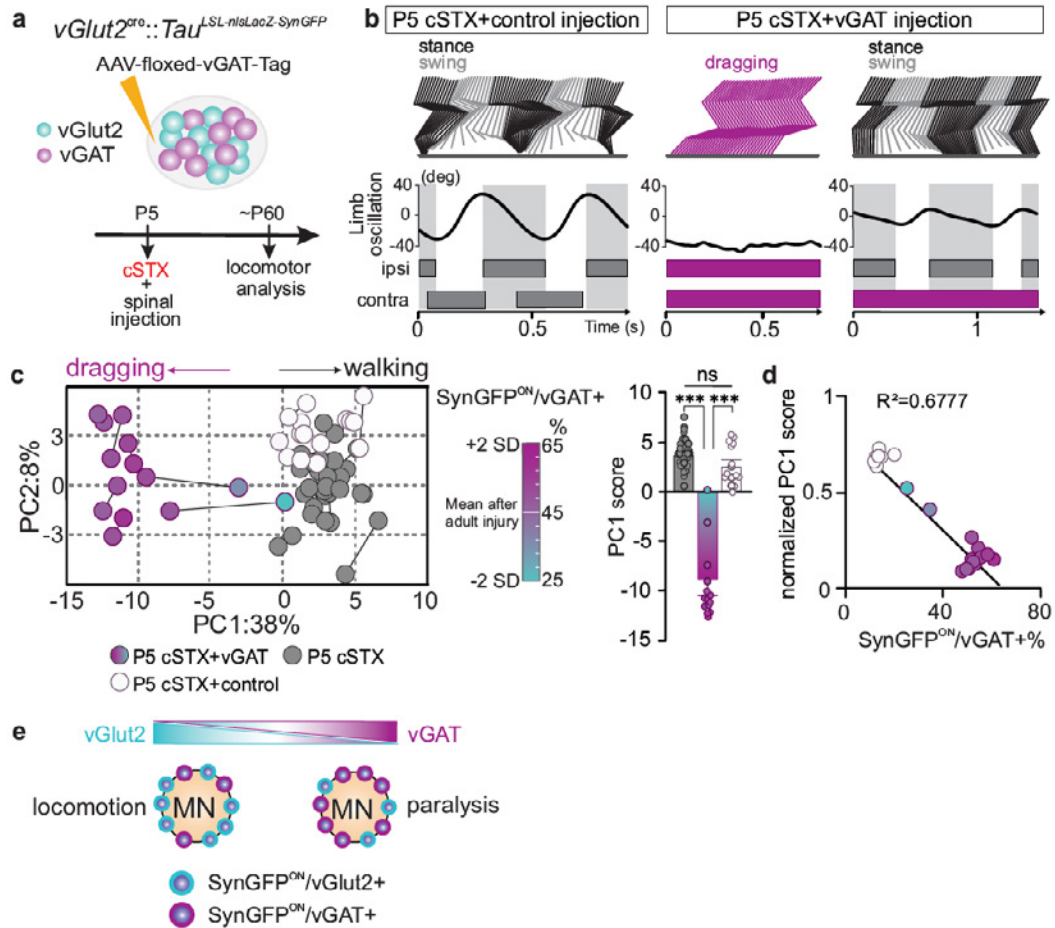 a
vGlut2cre::TauLSL-nlsLacZ-SynGFP
AAV-floxed-vGAT-Tag
vGlut2
vGAT
P5
~P60
cSTX
+
spinal
injection
locomotor
analysis
b
P5 cSTX+control injection
P5 cSTX+vGAT injection
stance
swing
dragging
stance
swing
(deg)
Limb
oscillation
40
0
-40
40
0
-40
40
0
-40
ipsi
contra
0
0.5
Time (s)
0
0.5
0
1
c
dragging
walking
PC2:8%
3
0
-3
-15
-10
-5
0
5
10
PC1:38%
P5 cSTX+vGAT
P5 cSTX
P5 cSTX+control
SynGFPON/vGAT+
%
+2 SD
65
Mean after
adult injury
45
-2 SD
25
ns
*** ***
PC1 score
10
5
0
-5
-10
-15
d
R²=0.6777
normalized PC1 score
1
0.5
0
0
40
80
SynGFPON/vGAT+%
e
vGlut2
vGAT
locomotion
MN
MN
paralysis
SynGFPON/vGlut2+
SynGFPON/vGAT+